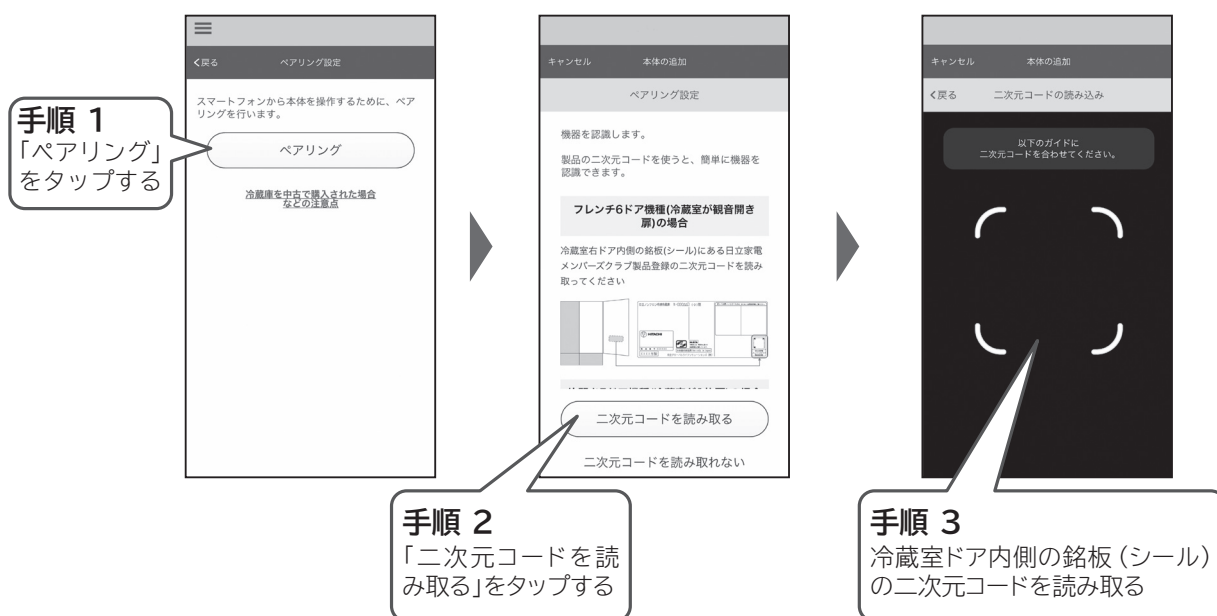 手順 1
「ペアリング」
をタップする
く戻る
ペアリング設定
スマートフォンから本体を操作するために、ペア
リングを行います。
ペアリング
冷蔵庫を中古で購入された場合
などの注意点
キャンセル
本体の追加
ペアリング設定
機器を認識します。
製品の二次元コードを使うと、簡単に機器を
認識できます。
フレンチ6ドア機種(冷蔵室が観音開き
扉)の場合
冷蔵室右ドア内側の銘板(シール)にある日立家電
メンバーズクラブ製品登録の二次元コードを読み
取ってください
HITACHI
二次元コードを読み取る
二次元コードを読み取れない
手順 2
「二次元コードを読
み取る」をタップする
キャンセル
本体の追加
く戻る
二次元コードの読み込み
以下のガイドに
二次元コードを合わせてください。
手順 3
冷蔵室ドア内側の銘板(シール)
の二次元コードを読み取る